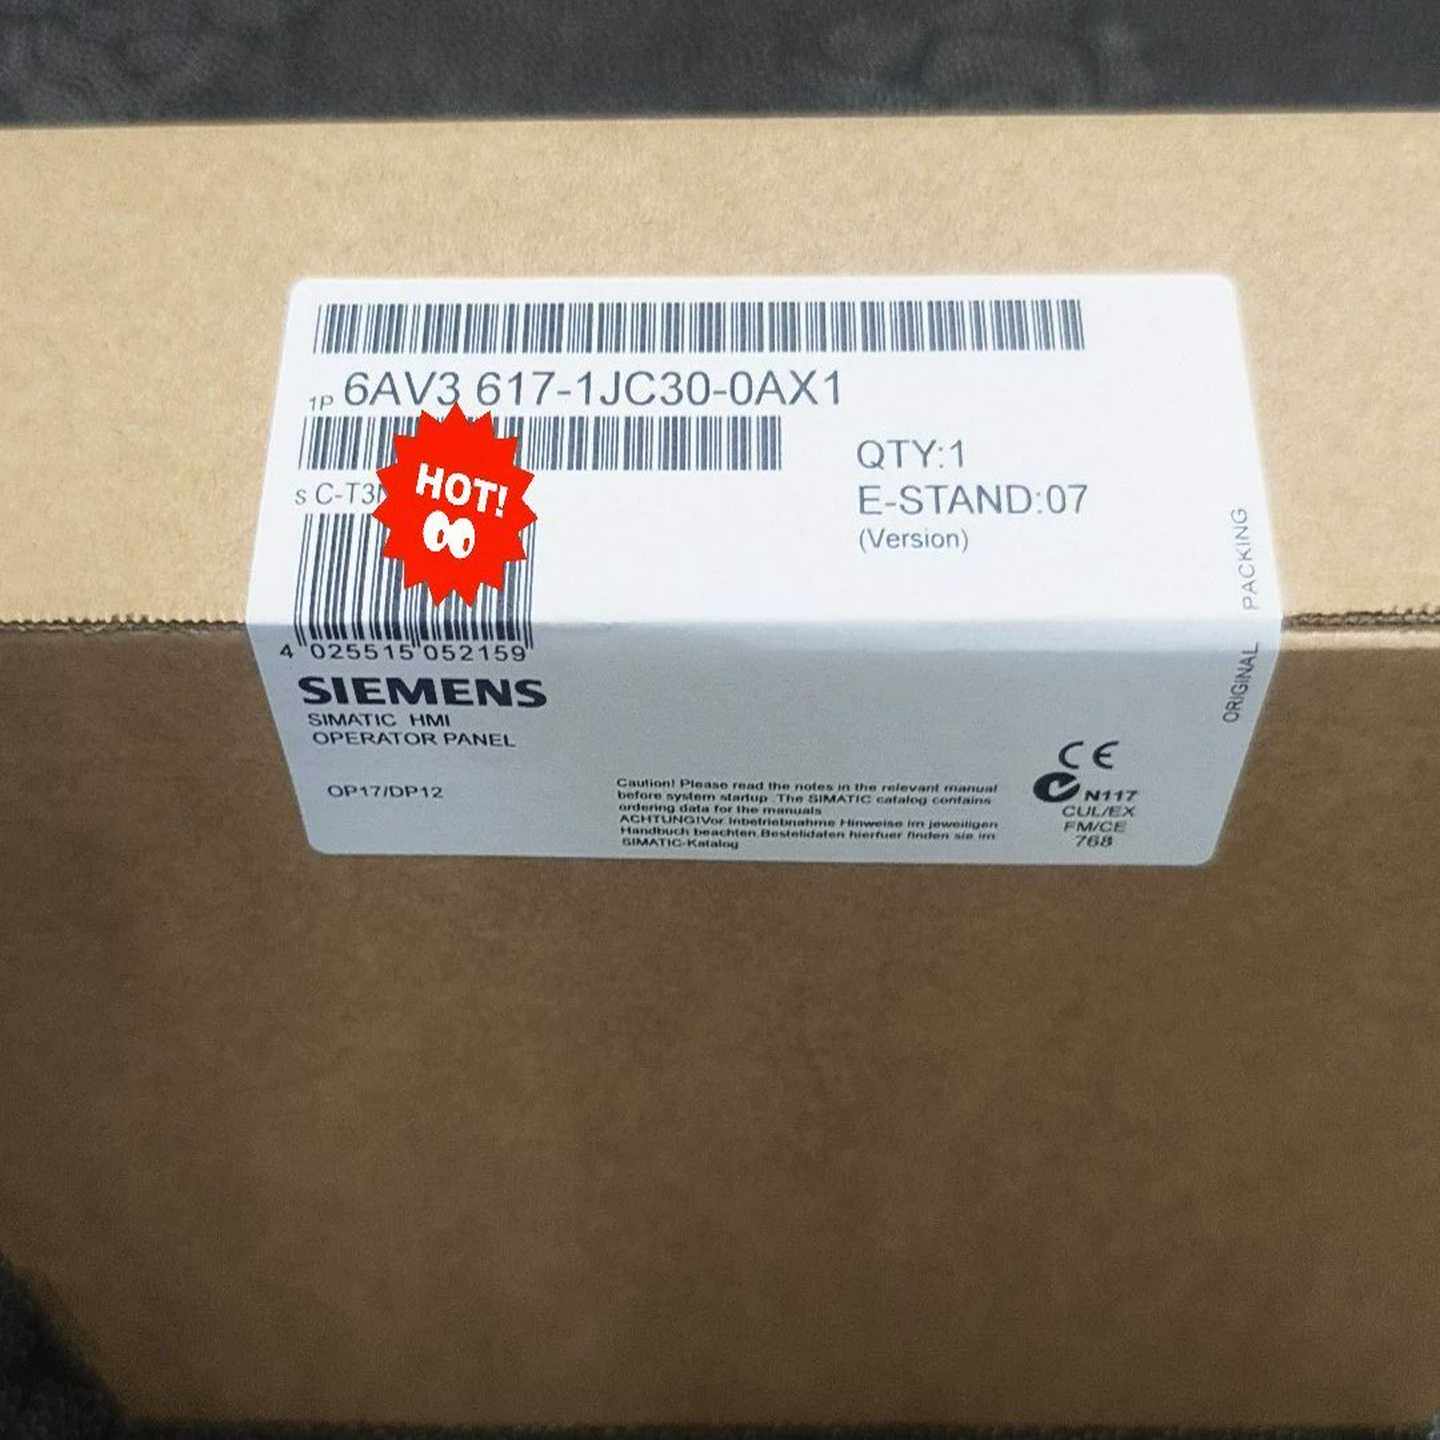 1P 6AV3 617-1JC30-0AX1
s C-T3
HOT!
QTY:1
E-STAND:07
(Version)
4 025515 052159
SIEMENS
SIMATIC HMI
OPERATOR PANEL
OP17/DP12
Caution! Please read the notes in the relevant manual
before system startup .The SIMATIC catalog contains
ordering data for the manuals
ACHTUNG!Vor Inbetriebnahme Hinweise im jeweiligen
Handbuch beachten.Bestelldaten hierfuer finden sie im
SIMATIC-Katalog
CE
N117
CUL/EX
FM/CE
768
ORIGINAL PACKING